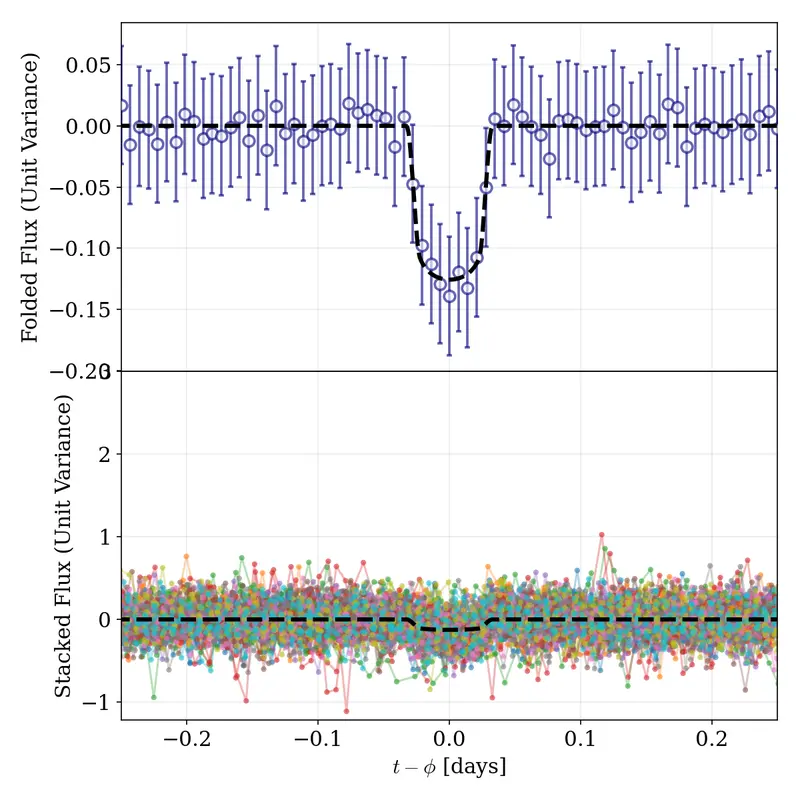 Folded Flux (Unit Variance)
0.05
0.00
−0.05
−0.10
−0.15
−0.20
Stacked Flux (Unit Variance)
3
2
1
0
−1
−0.2 −0.1 0.0 0.1 0.2
t − ϕ [days]